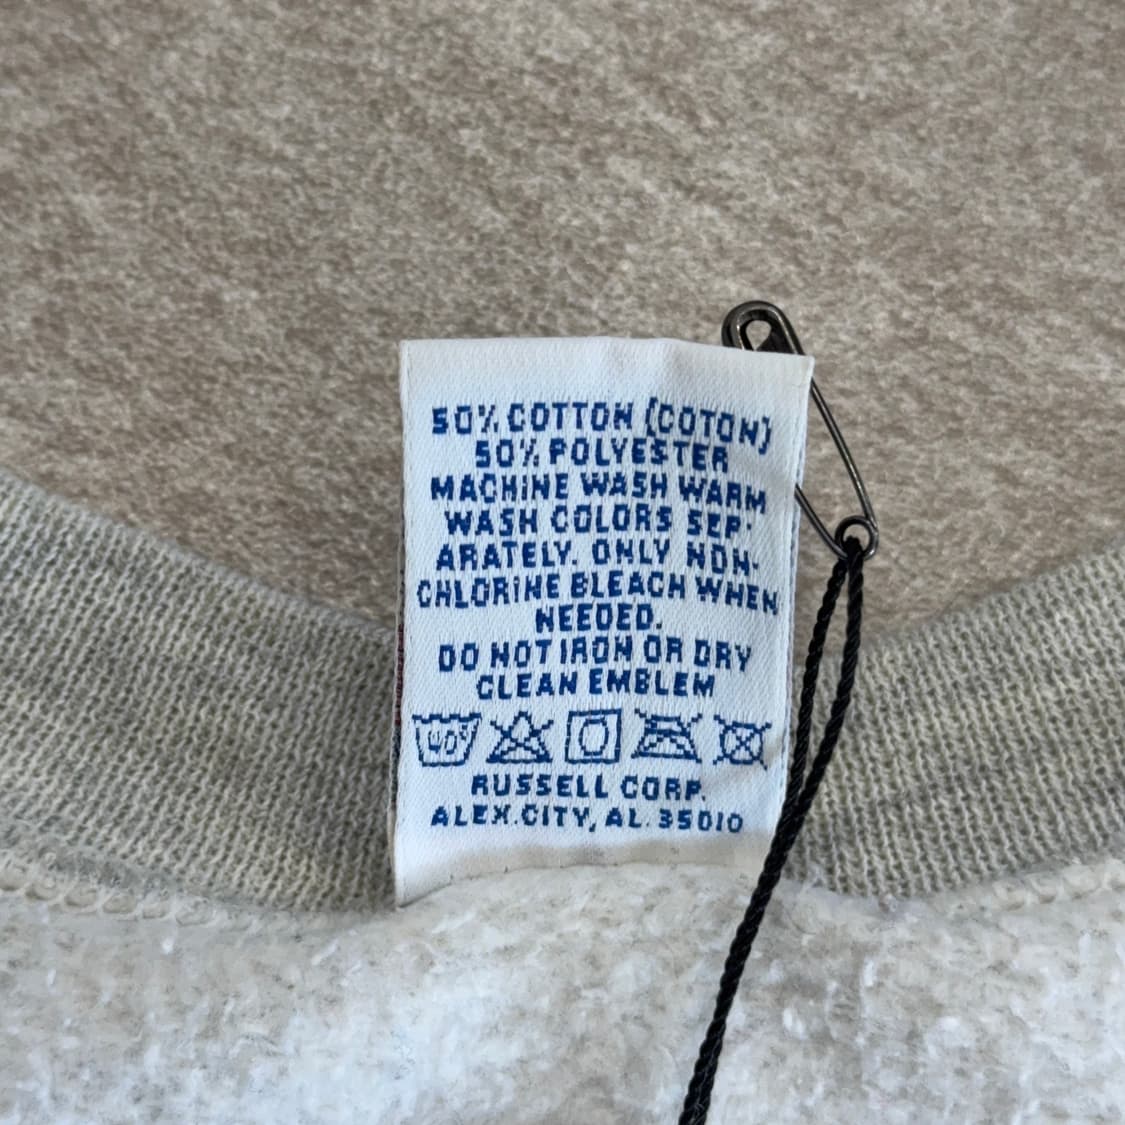 50% COTTON (COTON)
50% POLYESTER
MACHINE WASH WARM
WASH COLORS SEP-
ARATELY. ONLY NON-
CHLORINE BLEACH WHEN
NEEDED.
DO NOT IRON OR DRY
CLEAN EMBLEM
RUSSELL CORP.
ALEX.CITY, AL. 35010